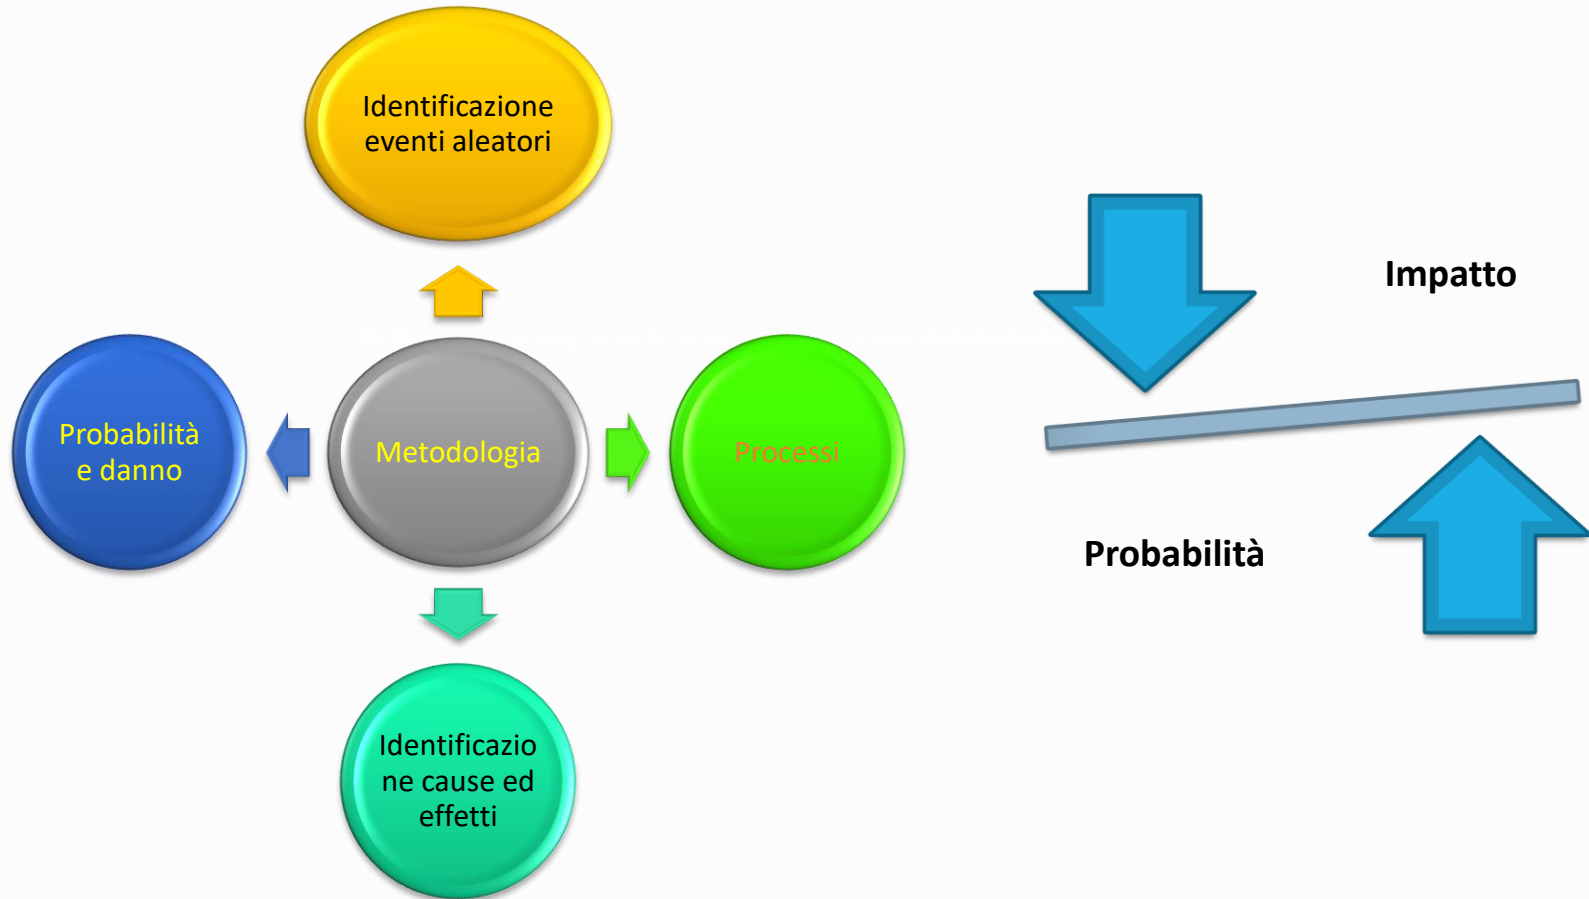 Identificazione
eventi aleatori
Impatto
Probabilità
e danno
Metodologia
Processi
Probabilità
Identificazio
ne cause ed
effetti